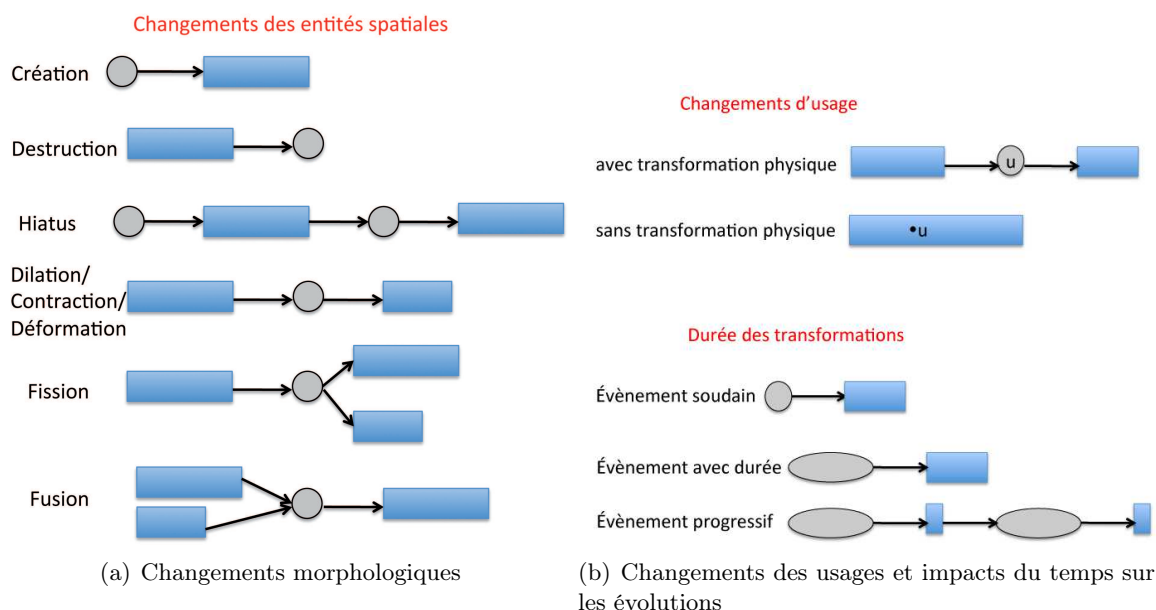 Changements des entités spatiales
Création
Destruction
Hiatus
Dilation/
Contraction/
Déformation
Fission
Fusion
(a) Changements morphologiques
Changements d'usage
avec transformation physique
u
sans transformation physique
•u
Durée des transformations
Évènement soudain
Évènement avec durée
Évènement progressif
(b) Changements des usages et impacts du temps sur
les évolutions